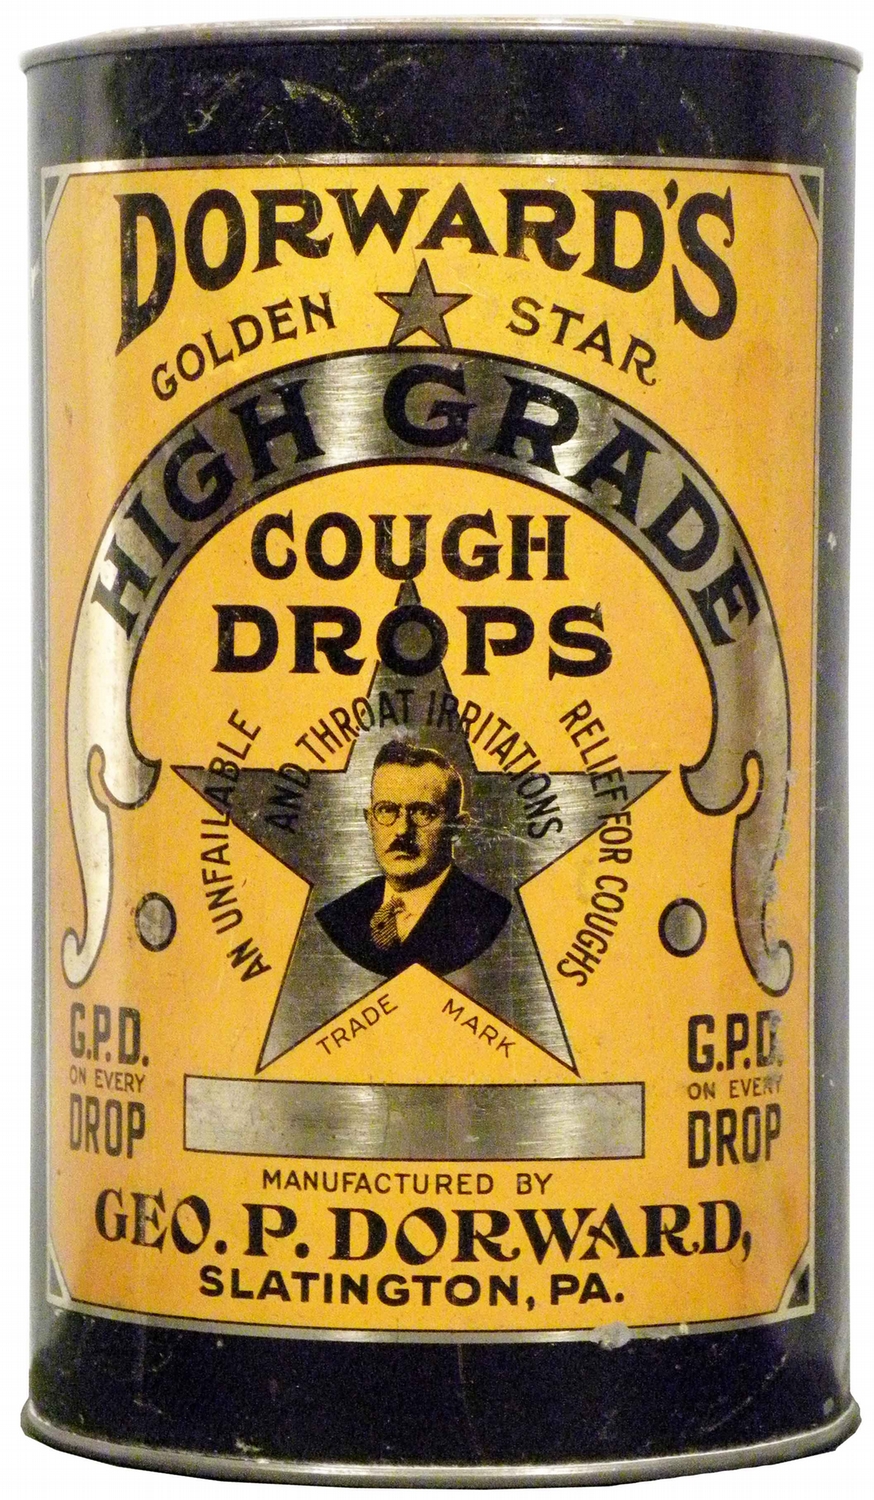 DORWARD'S
GOLDEN STAR
HIGH GRADE
COUGH
DROPS
AN UNFAILABLE RELIEF FOR COUGHS
AND THROAT IRRITATIONS
TRADE MARK
G.P.D.
ON EVERY
DROP
G.P.D.
ON EVERY
DROP
MANUFACTURED BY
GEO. P. DORWARD,
SLATINGTON, PA.